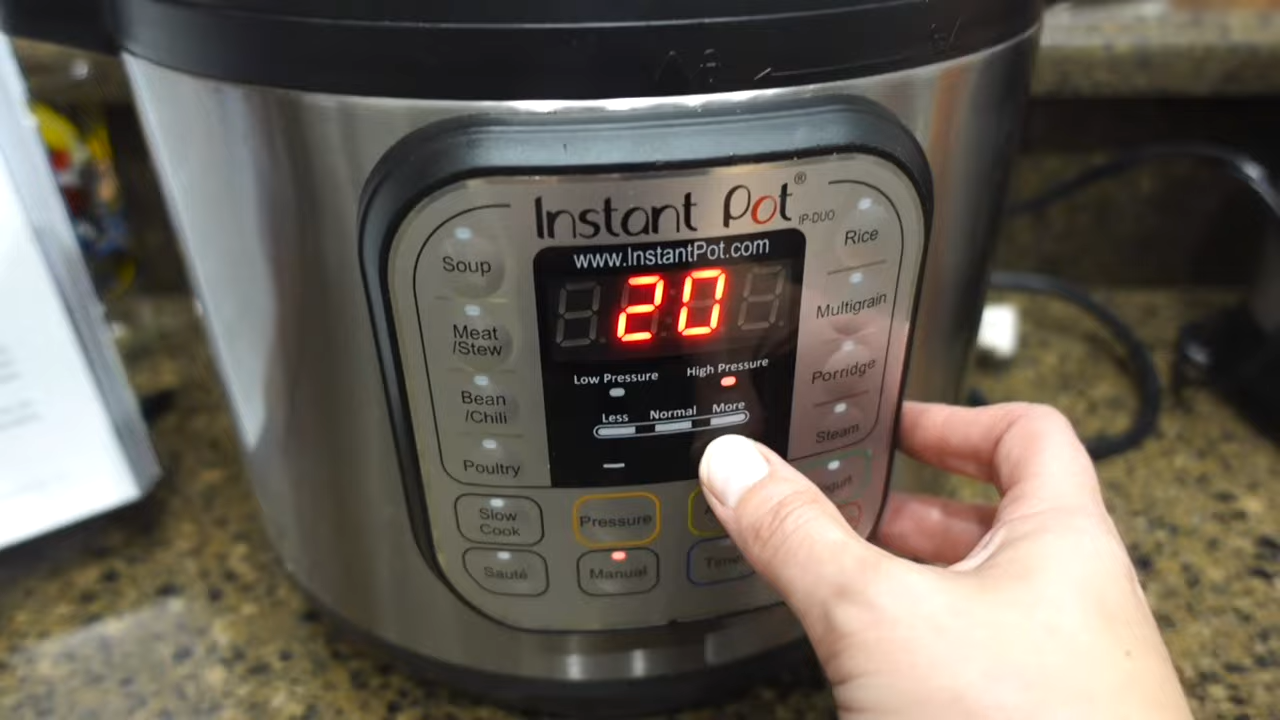 Instant Pot® IP-DUO
www.InstantPot.com
20
Low Pressure
High Pressure
Less Normal More
Soup
Meat
/Stew
Bean
/Chili
Poultry
Rice
Multigrain
Porridge
Steam
Slow
Cook
Sauté
Pressure
Manual